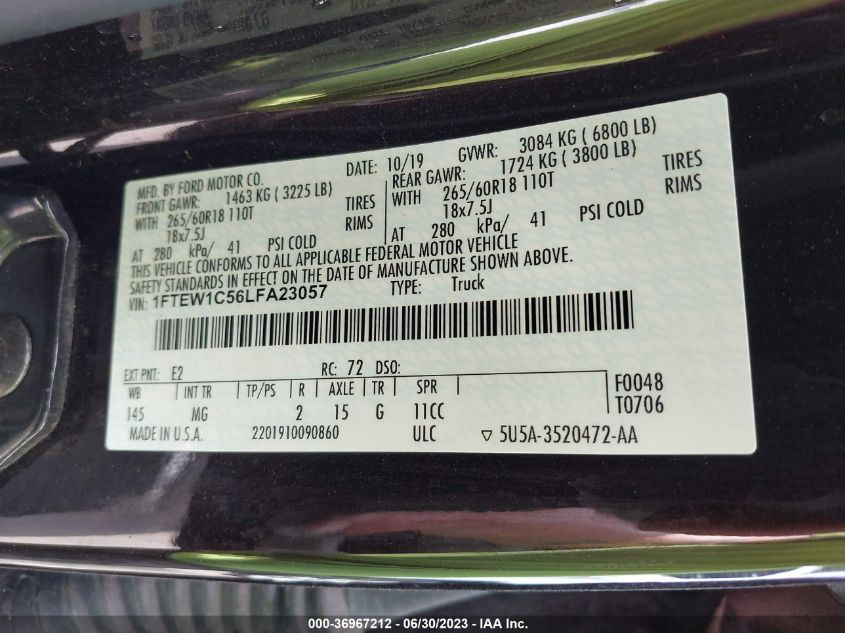 MFD. BY FORD MOTOR CO.
DATE: 10/19 GVWR: 3084 KG ( 6800 LB)
FRONT GAWR: 1463 KG ( 3225 LB)
REAR GAWR: 1724 KG ( 3800 LB)
WITH 265/60R18 110T TIRES
WITH 265/60R18 110T TIRES
18x7.5J RIMS
18x7.5J RIMS
AT 280 kPa/ 41 PSI COLD
AT 280 kPa/ 41 PSI COLD
THIS VEHICLE CONFORMS TO ALL APPLICABLE FEDERAL MOTOR VEHICLE
SAFETY STANDARDS IN EFFECT ON THE DATE OF MANUFACTURE SHOWN ABOVE.
VIN: 1FTEW1C56LFA23057 TYPE: Truck
EXT PNT: E2 RC: 72 DSO:
WB INT TR TP/PS R AXLE TR SPR
145 MG 2 15 G 11CC
F0048
T0706
MADE IN U.S.A. 2201910090860 ULC ▽ 5U5A-3520472-AA
000-36967212 - 06/30/2023 - IAA Inc.